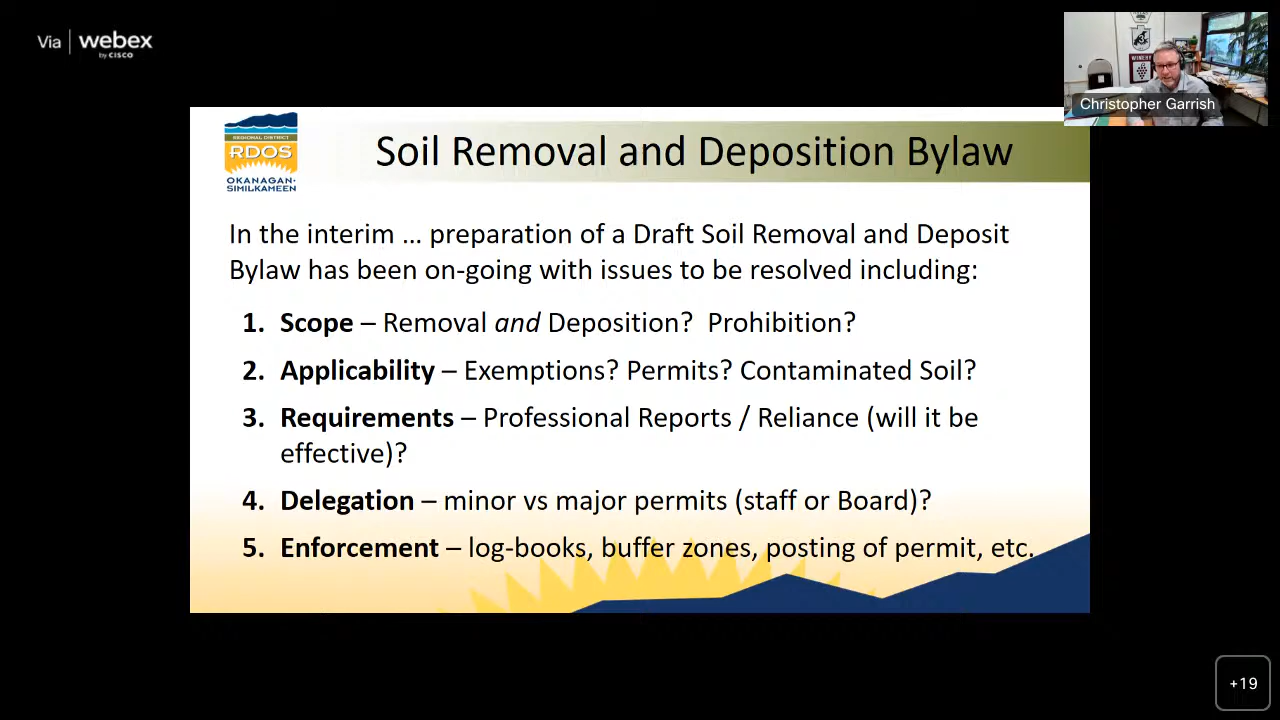 Via webex
by CISCO
Christopher Garrish
WINERY
REGIONAL DISTRICT
RDOS
OKANAGAN-
SIMILKAMEEN
Soil Removal and Deposition Bylaw
In the interim … preparation of a Draft Soil Removal and Deposit
Bylaw has been on-going with issues to be resolved including:
1. Scope – Removal and Deposition? Prohibition?
2. Applicability – Exemptions? Permits? Contaminated Soil?
3. Requirements – Professional Reports / Reliance (will it be
effective)?
4. Delegation – minor vs major permits (staff or Board)?
5. Enforcement – log-books, buffer zones, posting of permit, etc.
+19